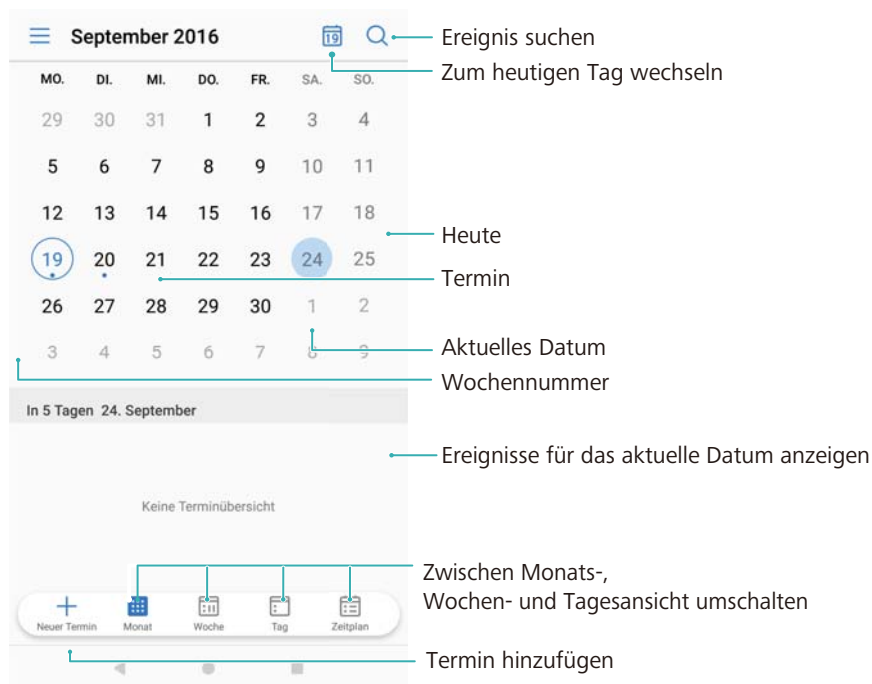 September 2016
19
Ereignis suchen
Zum heutigen Tag wechseln
MO. DI. MI. DO. FR. SA. SO.
29 30 31 1 2 3 4
5 6 7 8 9 10 11
12 13 14 15 16 17 18
Heute
19 20 21 22 23 24 25
Termin
26 27 28 29 30 1 2
3 4 5 6 7 8 9
Aktuelles Datum
Wochennummer
In 5 Tagen 24. September
Ereignisse für das aktuelle Datum anzeigen
Keine Terminübersicht
Zwischen Monats-,
Wochen- und Tagesansicht umschalten
Neuer Termin Monat Woche Tag Zeitplan
Termin hinzufügen